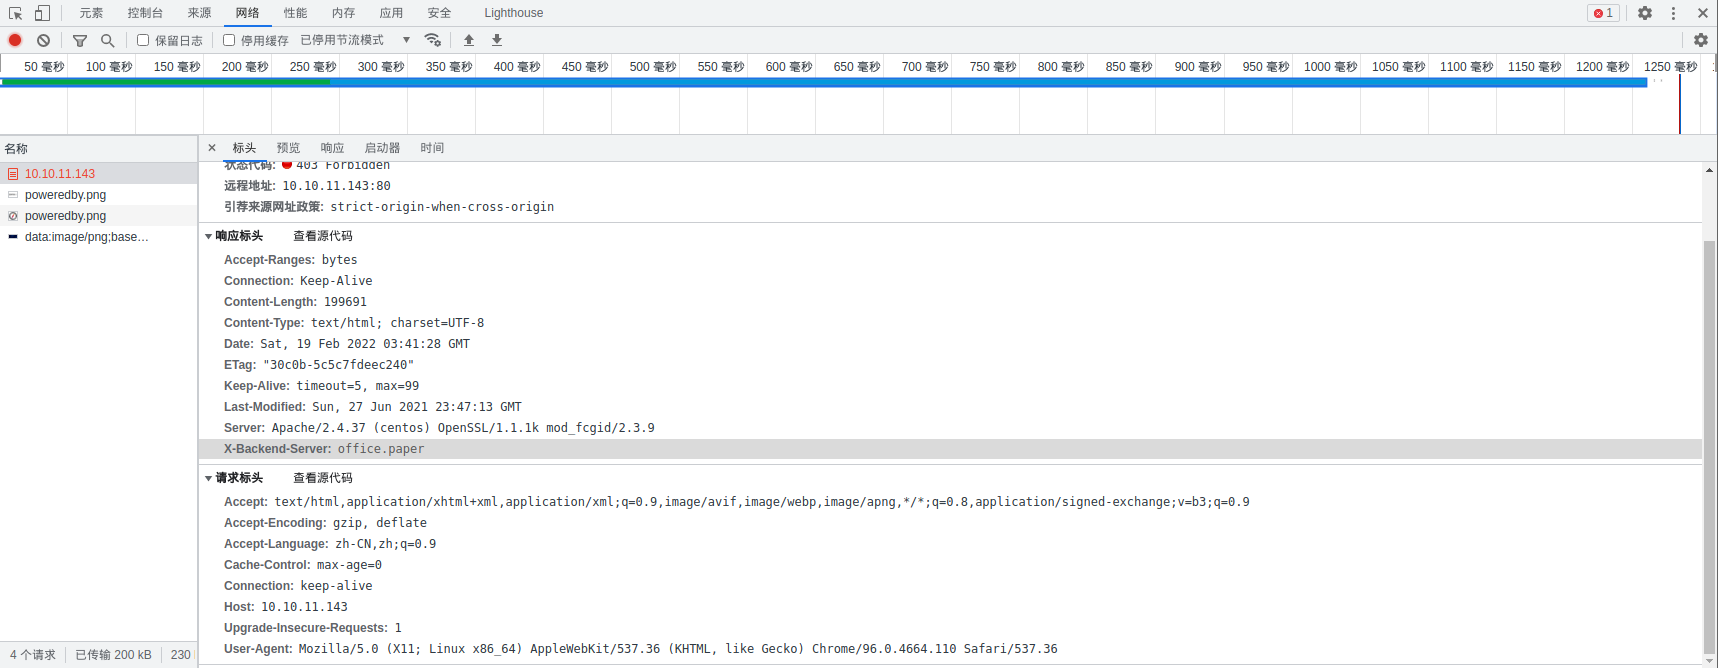 元素 控制台 来源 网络 性能 内存 应用 安全 Lighthouse 1
保留日志 停用缓存 已停用节流模式
50 毫秒 100 毫秒 150 毫秒 200 毫秒 250 毫秒 300 毫秒 350 毫秒 400 毫秒 450 毫秒 500 毫秒 550 毫秒 600 毫秒 650 毫秒 700 毫秒 750 毫秒 800 毫秒 850 毫秒 900 毫秒 950 毫秒 1000 毫秒 1050 毫秒 1100 毫秒 1150 毫秒 1200 毫秒 1250 毫秒
名称
10.10.11.143
poweredby.png
poweredby.png
data:image/png;base…
4 个请求 已传输 200 kB 230
标头 预览 响应 启动器 时间
状态代码: 403 Forbidden
远程地址: 10.10.11.143:80
引荐来源网址政策: strict-origin-when-cross-origin
响应标头 查看源代码
Accept-Ranges: bytes
Connection: Keep-Alive
Content-Length: 199691
Content-Type: text/html; charset=UTF-8
Date: Sat, 19 Feb 2022 03:41:28 GMT
ETag: "30c0b-5c5c7fdeec240"
Keep-Alive: timeout=5, max=99
Last-Modified: Sun, 27 Jun 2021 23:47:13 GMT
Server: Apache/2.4.37 (centos) OpenSSL/1.1.1k mod_fcgid/2.3.9
X-Backend-Server: office.paper
请求标头 查看源代码
Accept: text/html,application/xhtml+xml,application/xml;q=0.9,image/avif,image/webp,image/apng,*/*;q=0.8,application/signed-exchange;v=b3;q=0.9
Accept-Encoding: gzip, deflate
Accept-Language: zh-CN,zh;q=0.9
Cache-Control: max-age=0
Connection: keep-alive
Host: 10.10.11.143
Upgrade-Insecure-Requests: 1
User-Agent: Mozilla/5.0 (X11; Linux x86_64) AppleWebKit/537.36 (KHTML, like Gecko) Chrome/96.0.4664.110 Safari/537.36